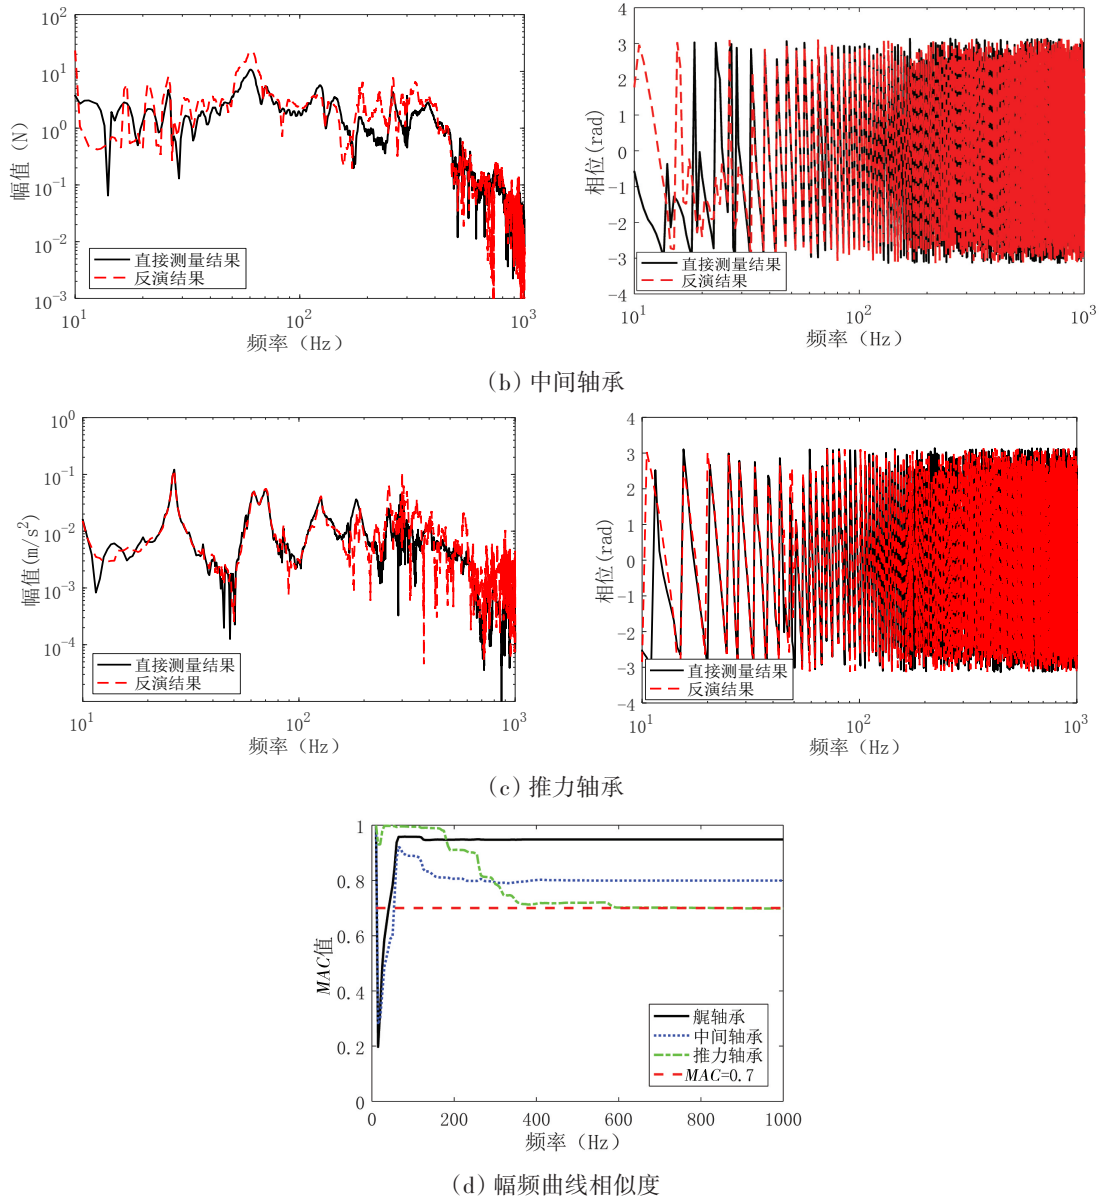 10²
10¹
10⁰
10⁻¹
10⁻²
10⁻³
幅值 (N)
直接测量结果
反演结果
10¹
10²
10³
频率 (Hz)
4
3
2
1
0
−1
−2
−3
−4
相位(rad)
直接测量结果
反演结果
10¹
10²
10³
频率 (Hz)
(b) 中间轴承
10⁰
10⁻¹
10⁻²
10⁻³
10⁻⁴
幅值(m/s²)
直接测量结果
反演结果
10¹
10²
10³
频率 (Hz)
4
3
2
1
0
−1
−2
−3
−4
相位(rad)
直接测量结果
反演结果
10¹
10²
10³
频率 (Hz)
(c) 推力轴承
1
0.8
0.6
0.4
0.2
0
MAC值
艉轴承
中间轴承
推力轴承
MAC=0.7
0
200
400
600
800
1000
频率 (Hz)
(d) 幅频曲线相似度